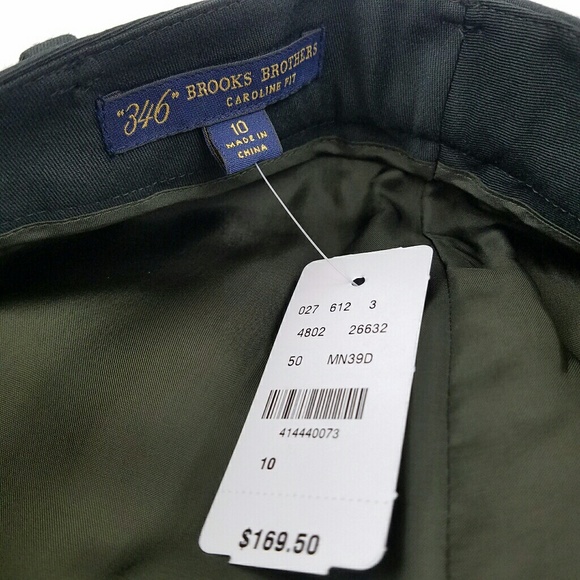 "346" BROOKS BROTHERS
CAROLINE FIT
10
MADE IN
CHINA
027 612 3
4802 26632
50 MN39D
414440073
10
$169.50